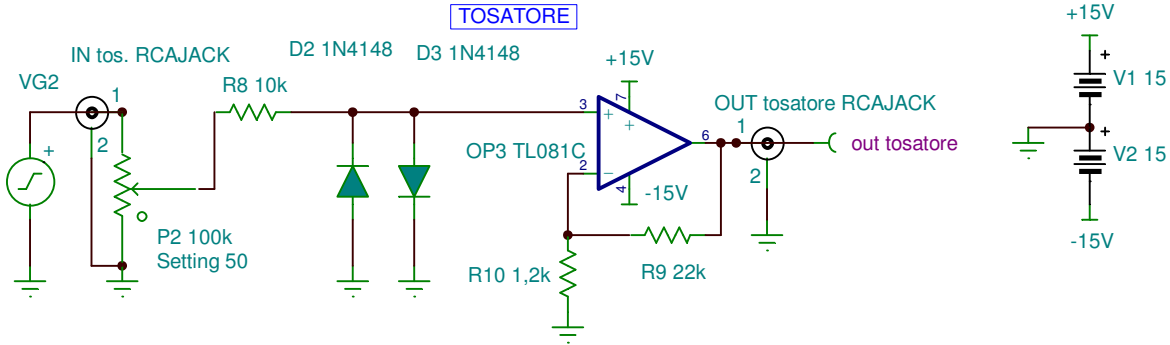 TOSATORE
+15V
D2 1N4148
D3 1N4148
IN tos. RCAJACK
+15V
VG2
R8 10k
V1 15
1
3
7
OUT tosatore RCAJACK
1
2
OP3 TL081C
6
out tosatore
2
4
-15V
2
V2 15
P2 100k
Setting 50
R10 1,2k
R9 22k
-15V